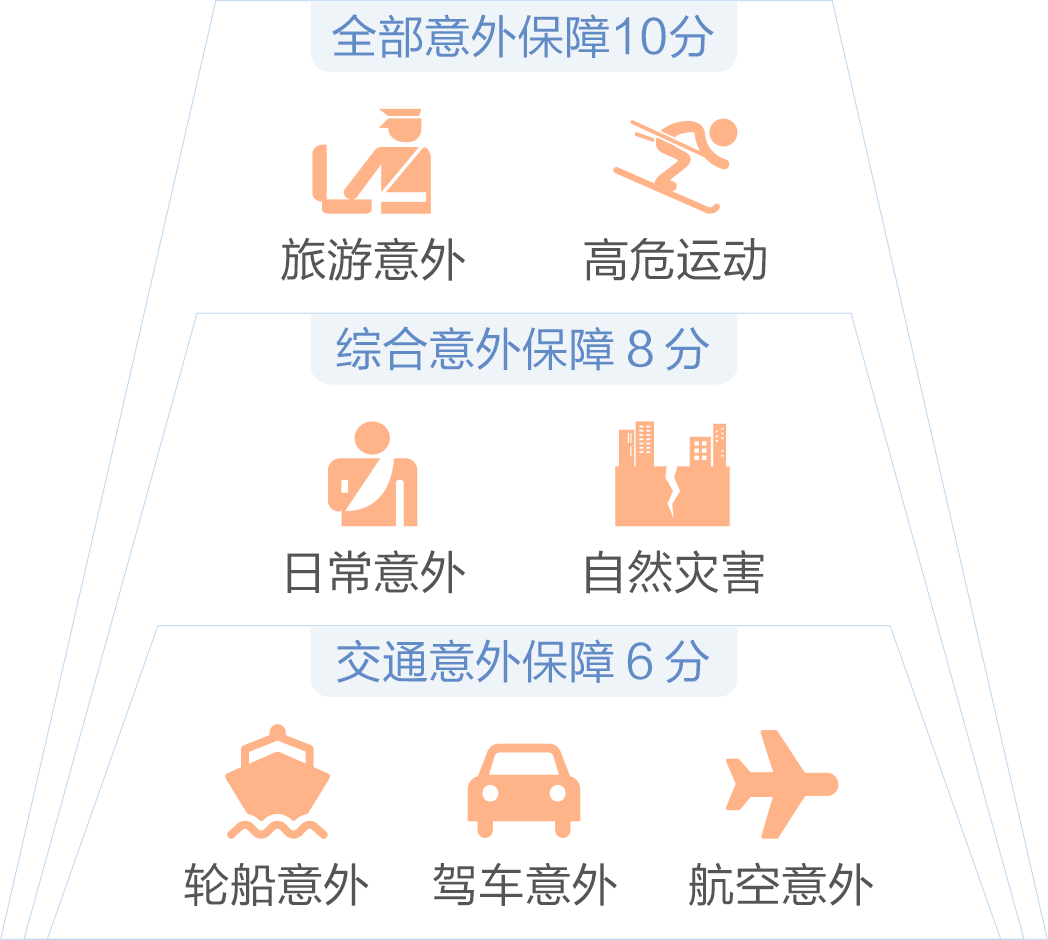 全部意外保障10分
旅游意外 高危运动
综合意外保障 8 分
日常意外 自然灾害
交通意外保障 6 分
轮船意外 驾车意外 航空意外